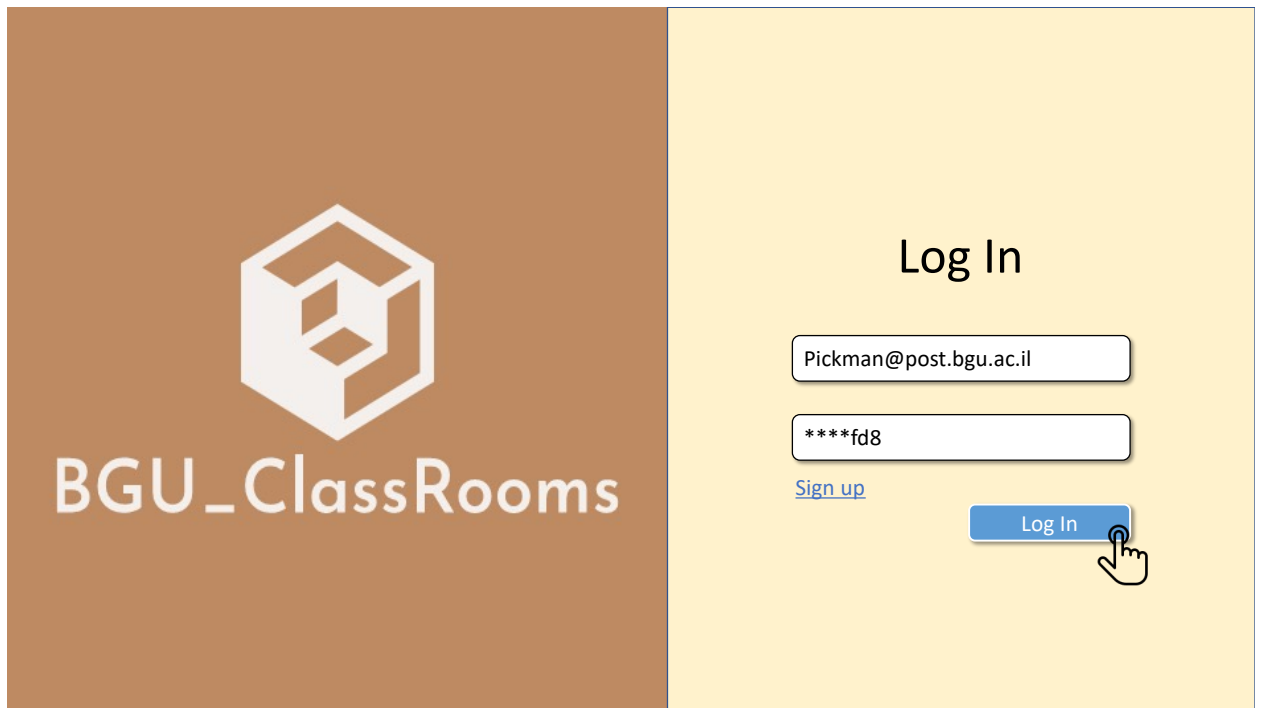 BGU_ClassRooms
Log In
Pickman@post.bgu.ac.il
****fd8
Sign up
Log In